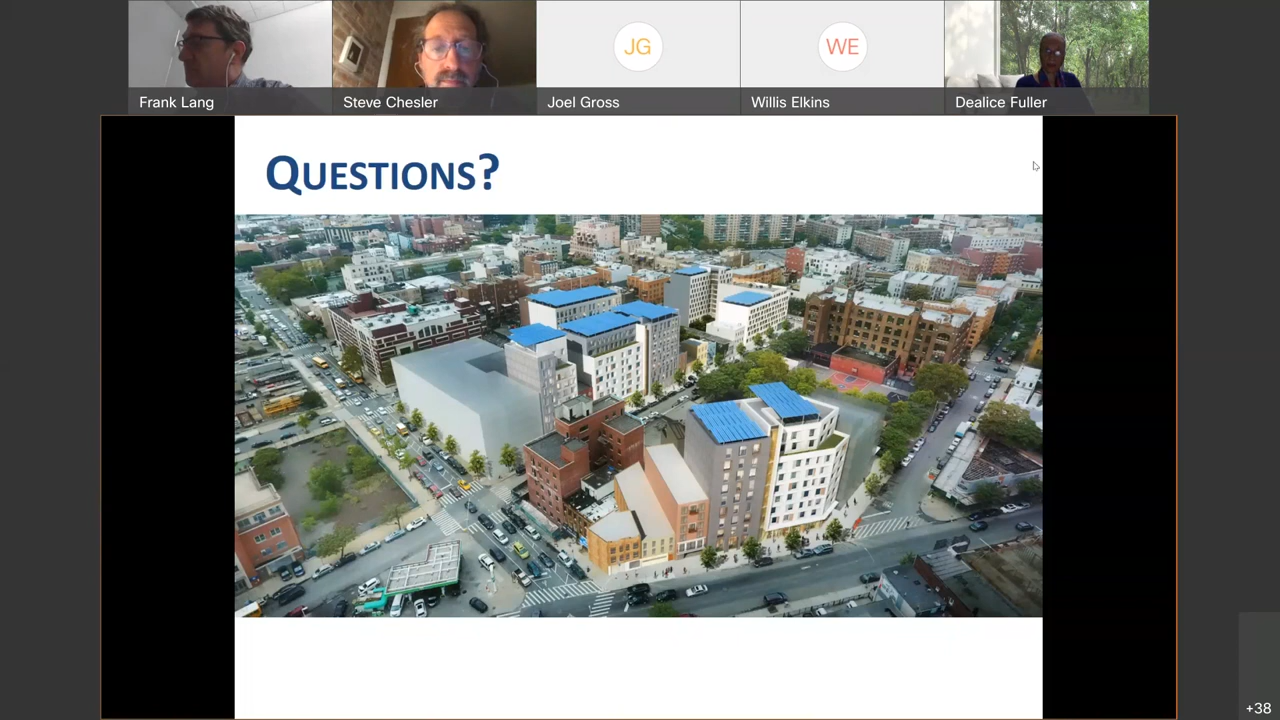 JG
WE
Frank Lang
Steve Chesler
Joel Gross
Willis Elkins
Dealice Fuller
QUESTIONS?
+38